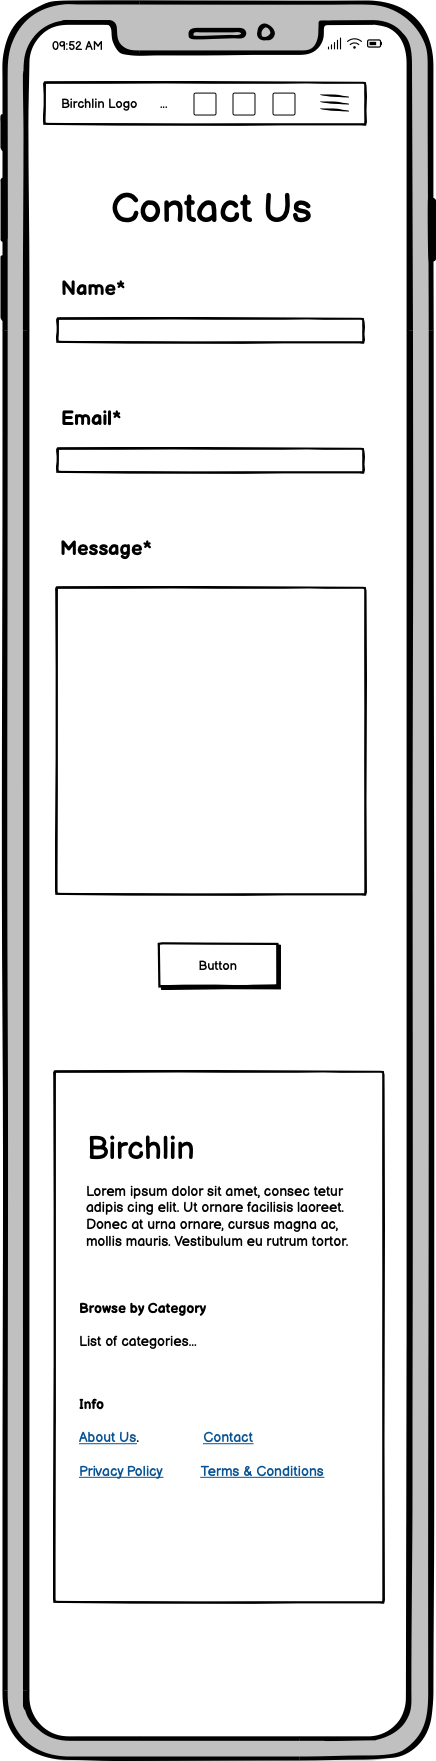 09:52 AM
Birchlin Logo ...
Contact Us
Name*
Email*
Message*
Button
Birchlin
Lorem ipsum dolor sit amet, consec tetur
adipis cing elit. Ut ornare facilisis laoreet.
Donec at urna ornare, cursus magna ac,
mollis mauris. Vestibulum eu rutrum tortor.
Browse by Category
List of categories...
Info
About Us. Contact
Privacy Policy Terms & Conditions